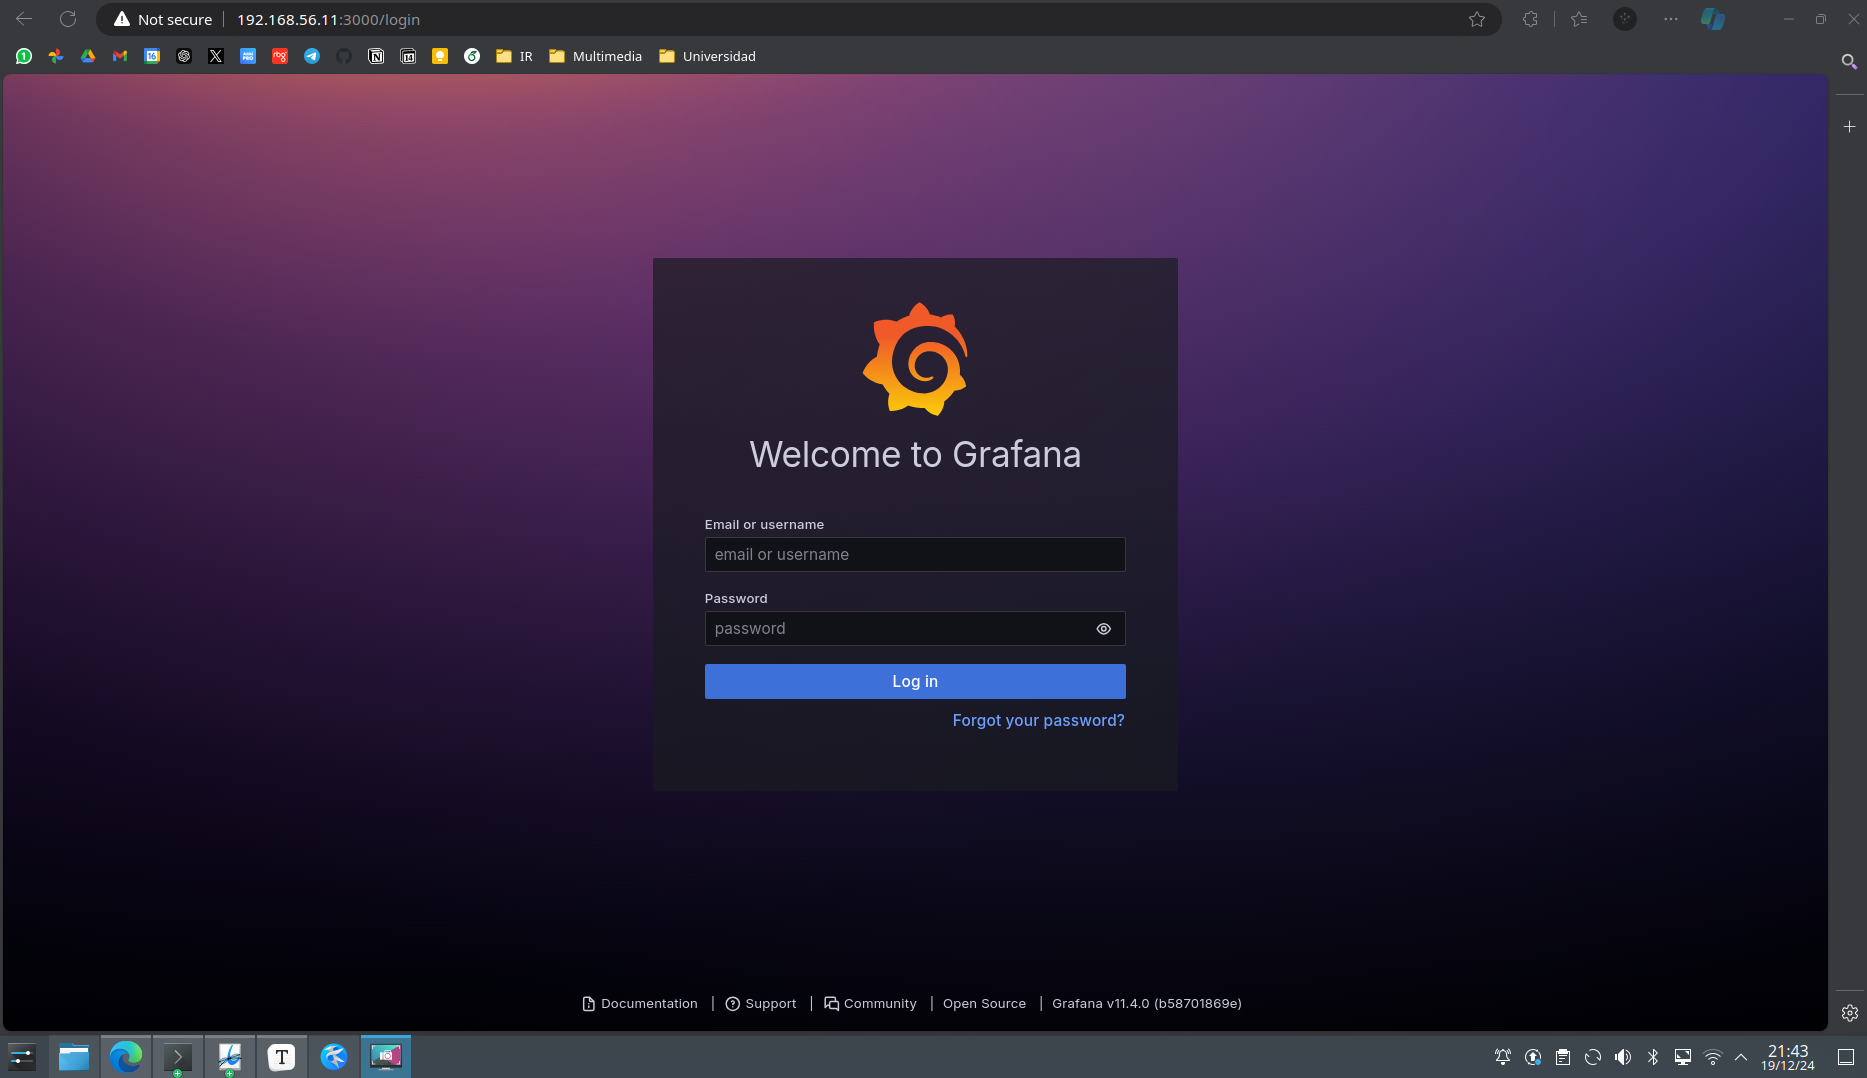 Not secure 192.168.56.11:3000/login
IR Multimedia Universidad
Welcome to Grafana
Email or username
email or username
Password
password
Log in
Forgot your password?
Documentation | Support | Community | Open Source | Grafana v11.4.0 (b58701869e)
21:43
19/12/24